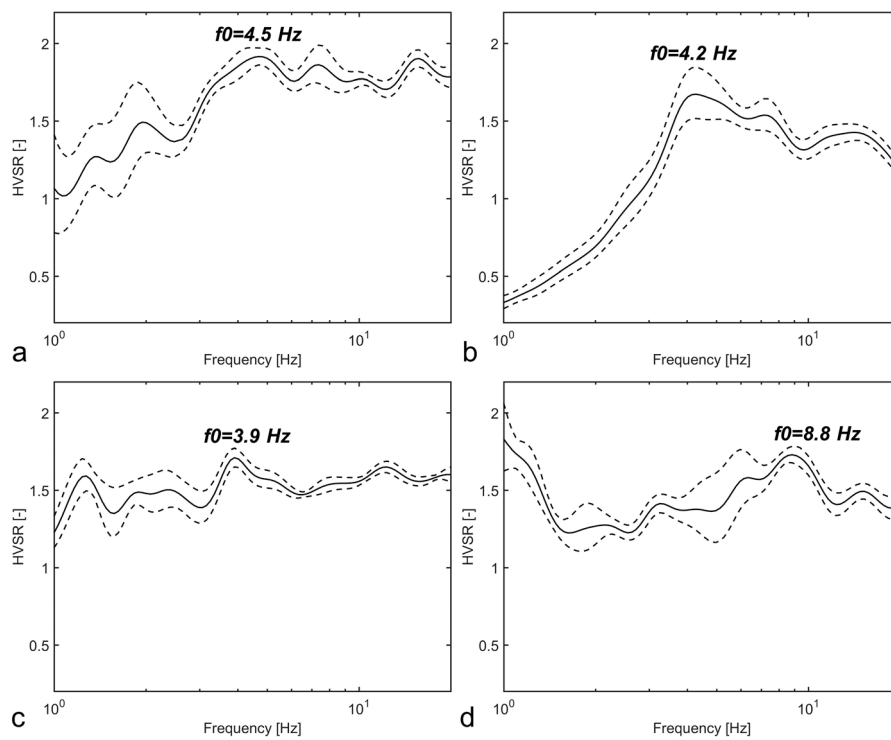 f0=4.5 Hz
2
1.5
1
0.5
HVSR [-]
10^0
10^1
Frequency [Hz]
a
f0=4.2 Hz
2
1.5
1
0.5
HVSR [-]
10^0
10^1
Frequency [Hz]
b
f0=3.9 Hz
2
1.5
1
0.5
HVSR [-]
10^0
10^1
Frequency [Hz]
c
f0=8.8 Hz
2
1.5
1
0.5
HVSR [-]
10^0
10^1
Frequency [Hz]
d